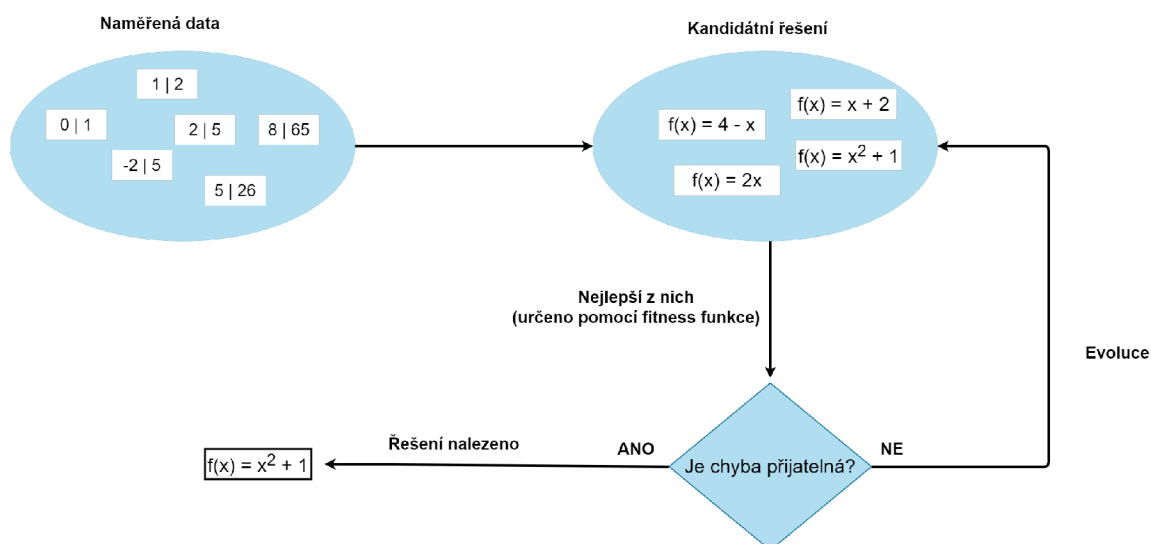 Naměřená data
1 | 2
0 | 1
2 | 5
8 | 65
-2 | 5
5 | 26
Kandidátní řešení
f(x) = x + 2
f(x) = 4 - x
f(x) = x² + 1
f(x) = 2x
Nejlepší z nich
(určeno pomocí fitness funkce)
Evoluce
Je chyba přijatelná?
ANO
NE
Řešení nalezeno
f(x) = x² + 1